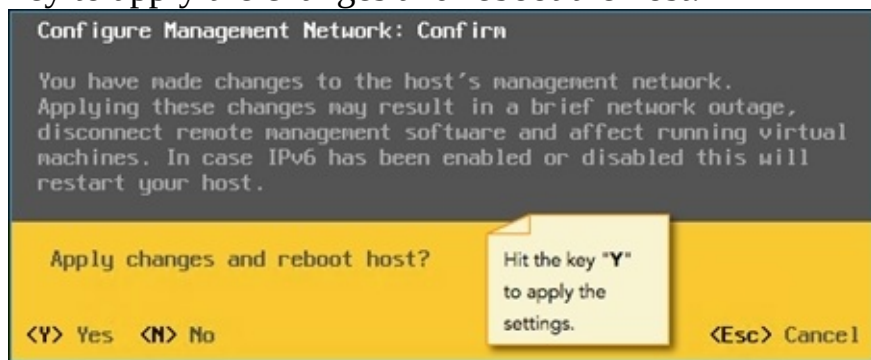 Configure Management Network: Confirm
You have made changes to the host's management network.
Applying these changes may result in a brief network outage,
disconnect remote management software and affect running virtual
machines. In case IPv6 has been enabled or disabled this will
restart your host.
Apply changes and reboot host?
Hit the key "Y"
to apply the
settings.
<Y> Yes <N> No
<Esc> Cancel